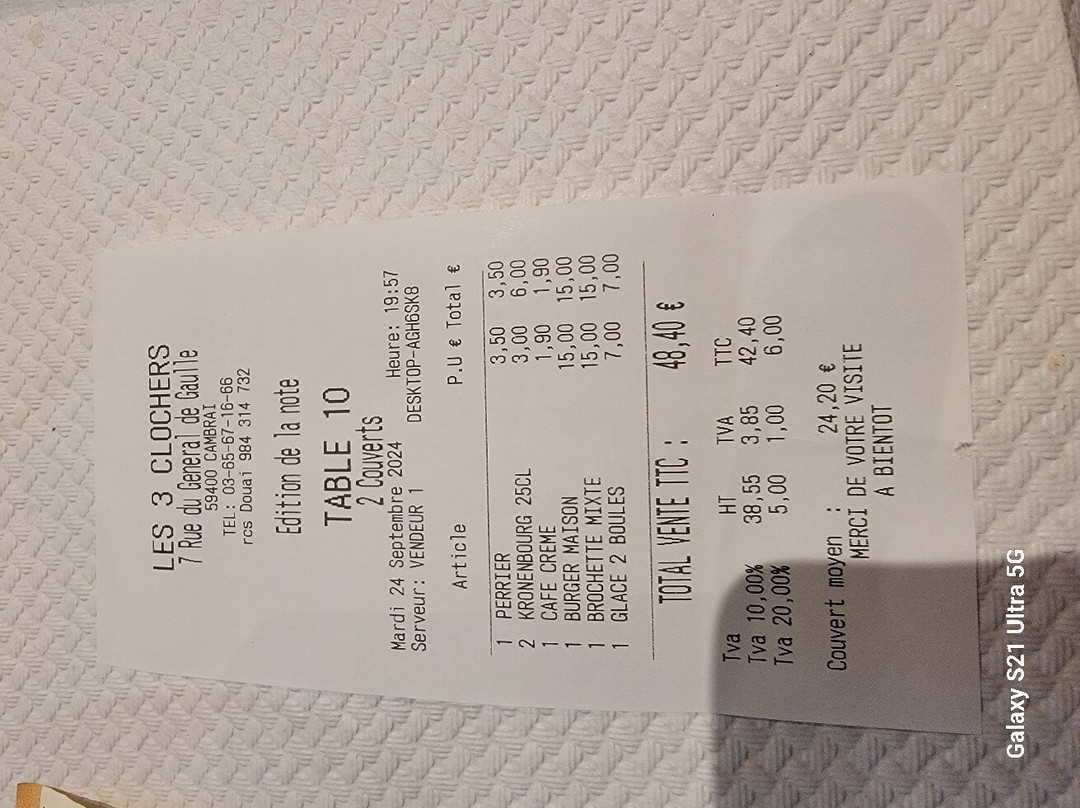 LES 3 CLOCHERS
7 Rue du General de Gaulle
59400 CAMBRAI
TEL: 03-65-67-16-66
rcs Douai 984 314 732
Edition de la note
TABLE 10
2 Couverts
Mardi 24 Septembre 2024 Heure: 19:57
Serveur: VENDEUR 1 DESKTOP-AGH6SK8
Article P.U € Total €
1 PERRIER 3,50 3,50
2 KRONENBOURG 25CL 3,00 6,00
1 CAFE CREME 1,90 1,90
1 BURGER MAISON 15,00 15,00
1 BROCHETTE MIXTE 15,00 15,00
1 GLACE 2 BOULES 7,00 7,00
TOTAL VENTE TTC : 48,40 €
Tva HT TVA TTC
Tva 10,00% 38,55 3,85 42,40
Tva 20,00% 5,00 1,00 6,00
Couvert moyen : 24,20 €
MERCI DE VOTRE VISITE
A BIENTOT
Galaxy S21 Ultra 5G